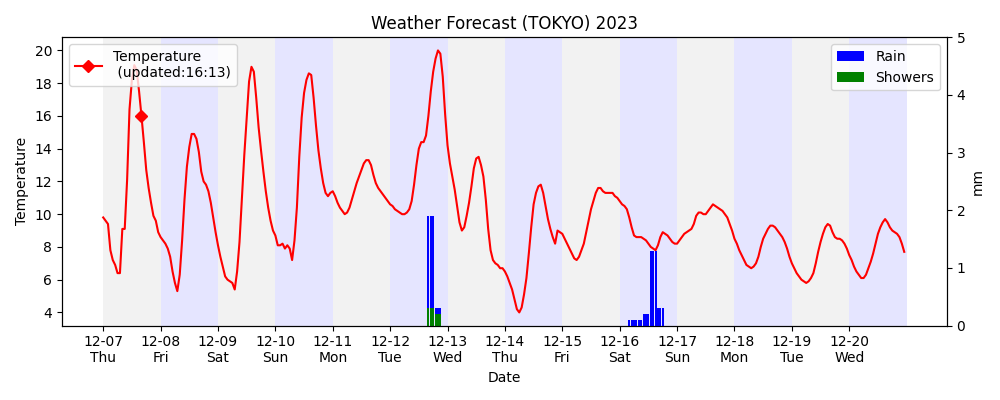 Weather Forecast (TOKYO) 2023
Temperature
(updated:16:13)
Rain
Showers
Temperature
20
18
16
14
12
10
8
6
4
5
4
3
2
1
0
mm
12-07 12-08 12-09 12-10 12-11 12-12 12-13 12-14 12-15 12-16 12-17 12-18 12-19 12-20
Thu Fri Sat Sun Mon Tue Wed Thu Fri Sat Sun Mon Tue Wed
Date